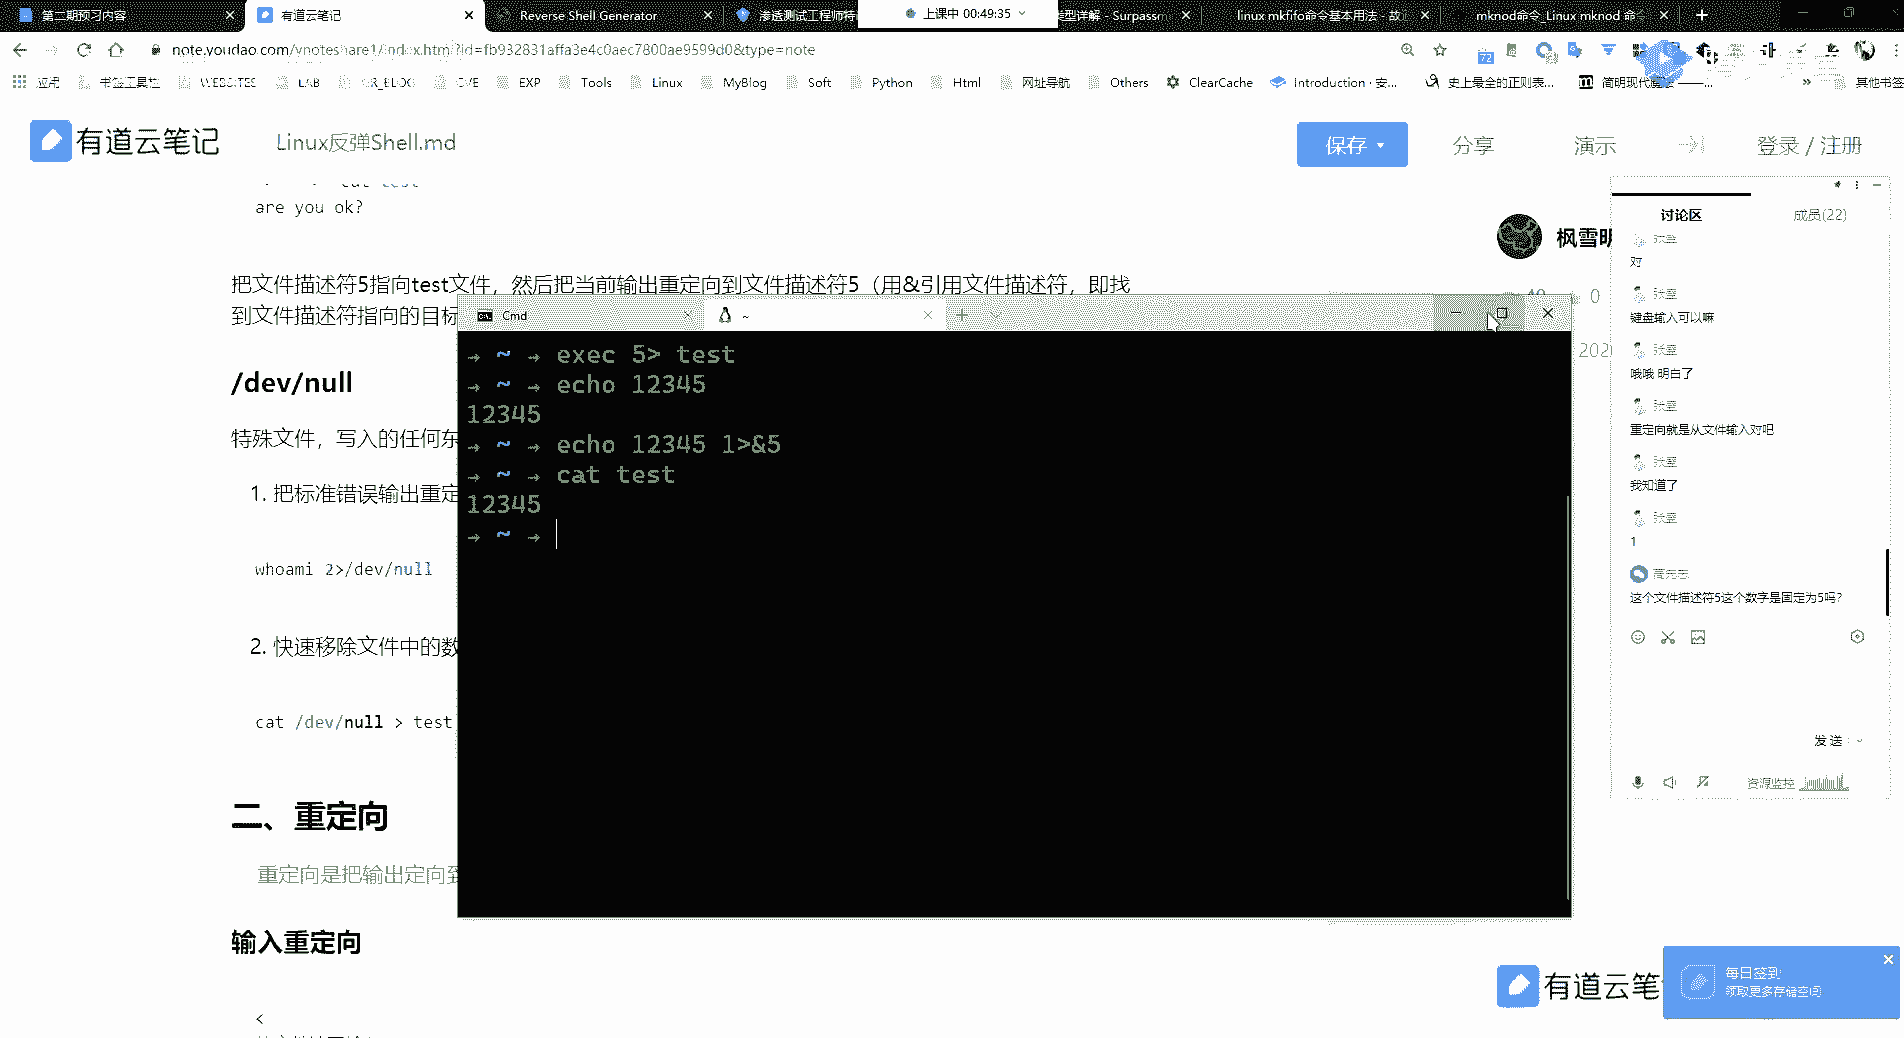 第二期预习内容
有道云笔记
Reverse Shell Generator
渗透测试工程师特
上课中 00:49:35
类型详解 - Surpassm
linux mkfifo命令基本用法 - 故
mknod命令_Linux mknod 命令
note.youdao.com/ynoteshare1/index.html?id=fb932831affa3e4c0aec7800ae9599d0&type=note
72
应用
书签工具栏
WEBSITES
LAB
CVE
EXP
Tools
Linux
MyBlog
Soft
Python
Html
网址导航
Others
ClearCache
Introduction · 安...
史上最全的正则表...
简明现代魔法 ——...
»
其他书签
有道云笔记
Linux反弹Shell.md
保存
分享
演示
登录 / 注册
cat test
are you ok?
把文件描述符5指向test文件，然后把当前输出重定向到文件描述符5（用&引用文件描述符，即找
到文件描述符指向的目标
/dev/null
特殊文件，写入的任何东
1. 把标准错误输出重定
whoami 2>/dev/null
2. 快速移除文件中的数
cat /dev/null > test
二、重定向
重定向是把输出定向到
输入重定向
<
Cmd
~
→ ~ → exec 5> test
→ ~ → echo 12345
12345
→ ~ → echo 12345 1>&5
→ ~ → cat test
12345
→ ~ →
枫雪明
0
202
讨论区
成员(22)
对
键盘输入可以嘛
哦哦 明白了
重定向就是从文件输入对吧
我知道了
1
这个文件描述符5这个数字是固定为5吗？
发送
资源监控
有道云笔
每日签到
领取更多存储空间